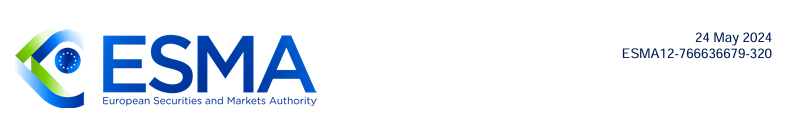 ESMA
European Securities and Markets Authority
24 May 2024
ESMA12-766636679-320